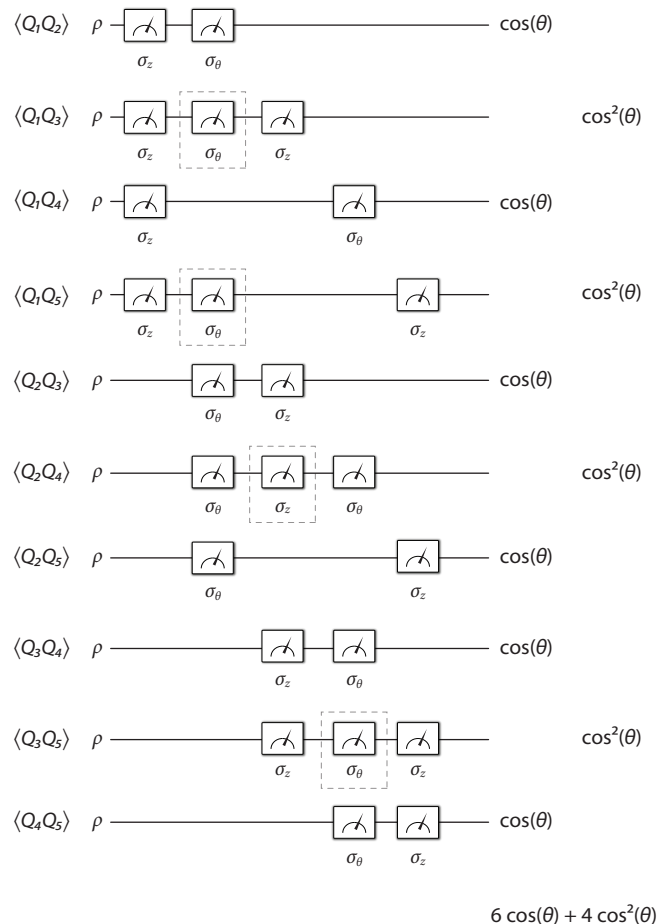 ⟨Q₁Q₂⟩ ρ cos(θ)
σz σθ
⟨Q₁Q₃⟩ ρ cos²(θ)
σz σθ σz
⟨Q₁Q₄⟩ ρ cos(θ)
σz σθ
⟨Q₁Q₅⟩ ρ cos²(θ)
σz σθ σz
⟨Q₂Q₃⟩ ρ cos(θ)
σθ σz
⟨Q₂Q₄⟩ ρ cos²(θ)
σθ σz σθ
⟨Q₂Q₅⟩ ρ cos(θ)
σθ σz
⟨Q₃Q₄⟩ ρ cos(θ)
σz σθ
⟨Q₃Q₅⟩ ρ cos²(θ)
σz σθ σz
⟨Q₄Q₅⟩ ρ cos(θ)
σθ σz
6 cos(θ) + 4 cos²(θ)